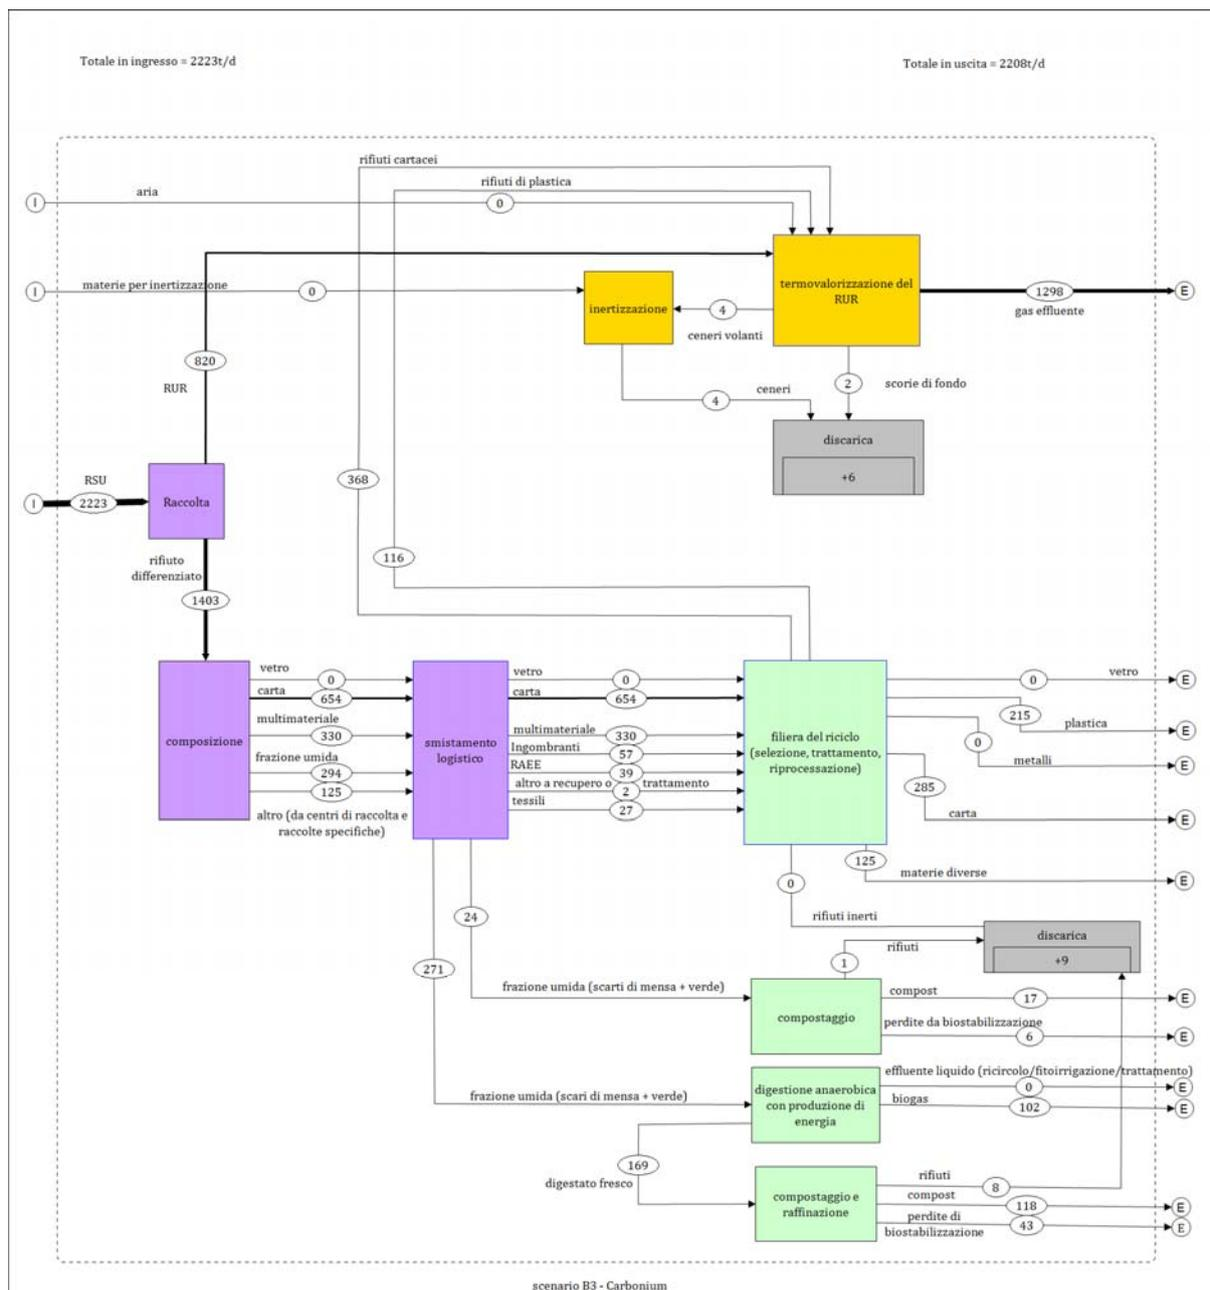 Totale in ingresso = 2223t/d
Totale in uscita = 2208t/d
rifiuti cartacei
rifiuti di plastica
aria
I
0
materie per inertizzazione
I
0
inertizzazione
termovalorizzazione del
RUR
4
ceneri volanti
1298
E
gas effluente
820
RUR
2
scorie di fondo
4
ceneri
discarica
+6
RSU
I
2223
Raccolta
368
116
rifiuto
differenziato
1403
composizione
vetro
0
carta
654
multimateriale
330
frazione umida
294
125
altro (da centri di raccolta e
raccolte specifiche)
smistamento
logistico
vetro
0
carta
654
multimateriale
330
Ingombranti
57
RAEE
39
altro a recupero o trattamento
2
tessili
27
filiera del riciclo
(selezione, trattamento,
riprocessazione)
0
vetro
E
215
plastica
E
0
metalli
E
285
carta
E
125
materie diverse
E
0
rifiuti inerti
discarica
+9
24
271
1
rifiuti
frazione umida (scarti di mensa + verde)
compostaggio
compost
17
E
perdite da biostabilizzazione
6
E
frazione umida (scari di mensa + verde)
digestione anaerobica
con produzione di
energia
effluente liquido (ricircolo/fitoirrigazione/trattamento)
0
E
biogas
102
E
169
digestato fresco
compostaggio e
raffinazione
rifiuti
8
compost
118
E
perdite di
biostabilizzazione
43
E
scenario B3 - Carbonium